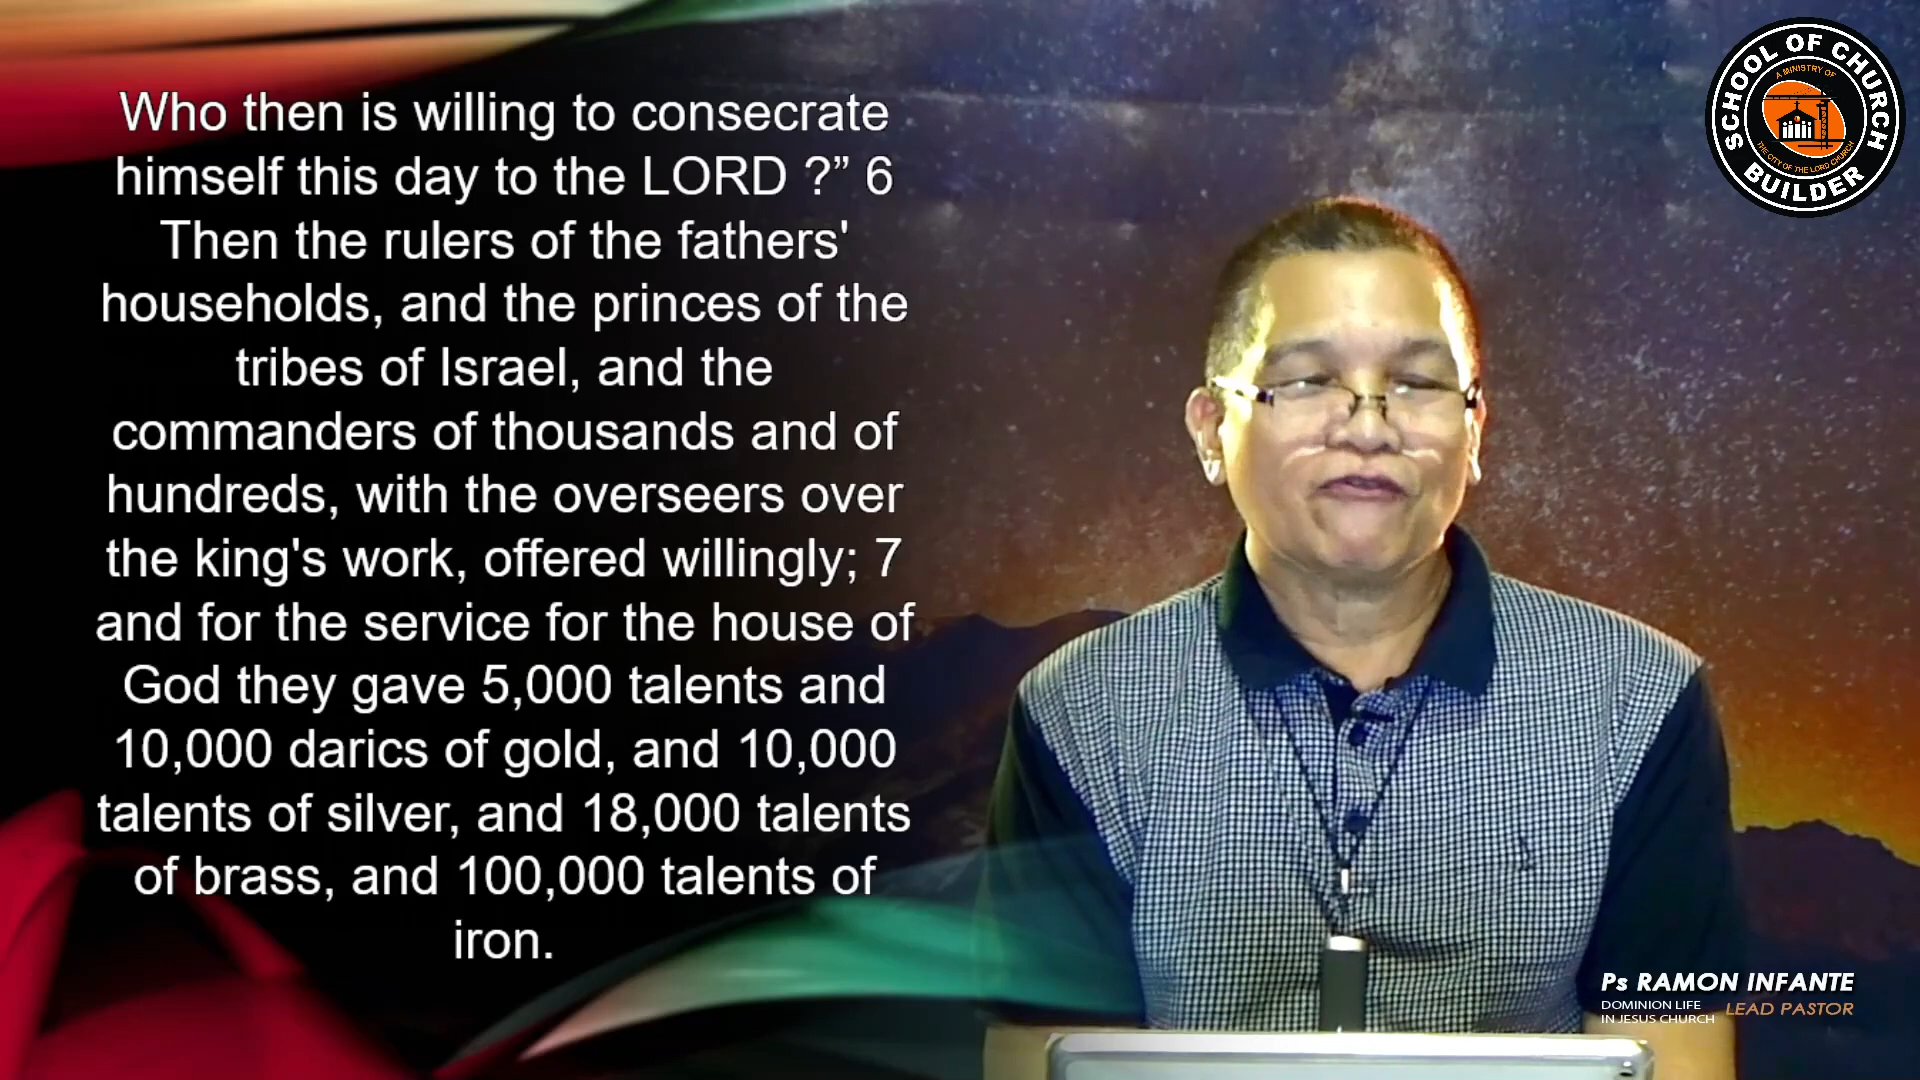 Who then is willing to consecrate
himself this day to the LORD ?” 6
Then the rulers of the fathers'
households, and the princes of the
tribes of Israel, and the
commanders of thousands and of
hundreds, with the overseers over
the king's work, offered willingly; 7
and for the service for the house of
God they gave 5,000 talents and
10,000 darics of gold, and 10,000
talents of silver, and 18,000 talents
of brass, and 100,000 talents of
iron.
SCHOOL OF CHURCH
A MINISTRY OF
THE CITY OF THE LORD CHURCH
BUILDER
Ps RAMON INFANTE
DOMINION LIFE
IN JESUS CHURCH
LEAD PASTOR